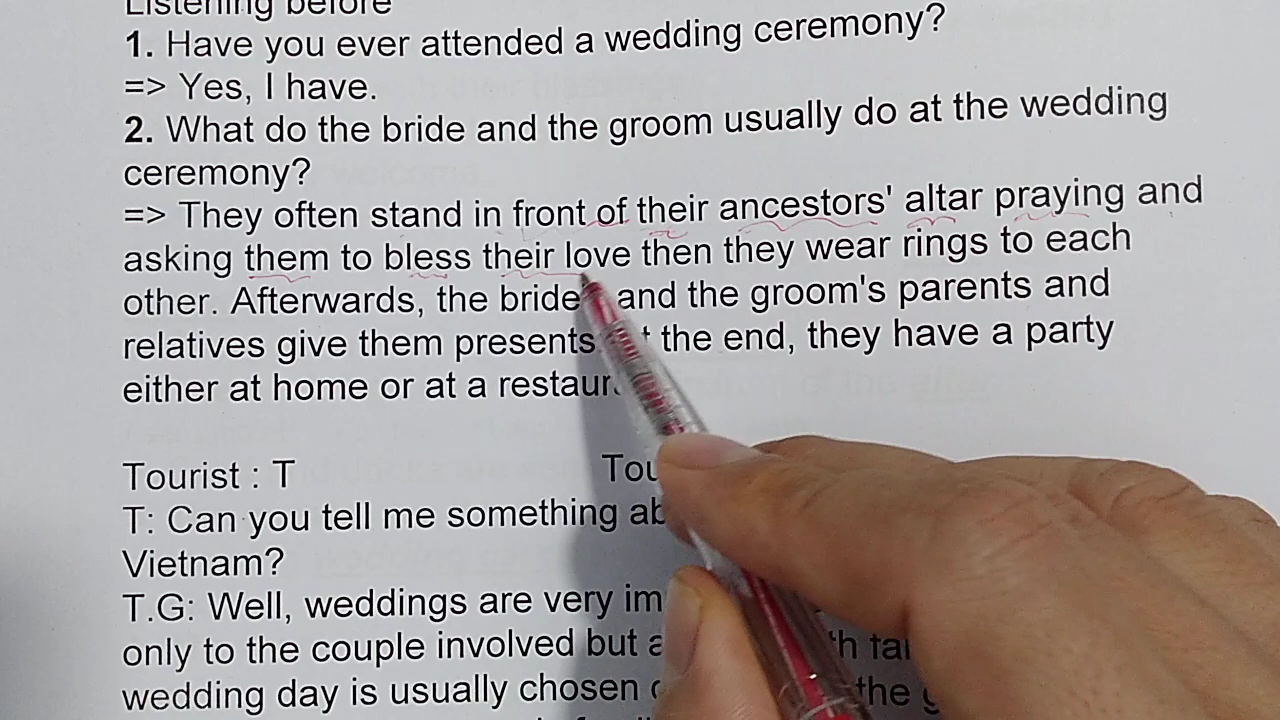 Listening before
1. Have you ever attended a wedding ceremony?
=> Yes, I have.
2. What do the bride and the groom usually do at the wedding
ceremony?
=> They often stand in front of their ancestors' altar praying and
asking them to bless their love then they wear rings to each
other. Afterwards, the bride and the groom's parents and
relatives give them presents the end, they have a party
either at home or at a
Tourist : T
T: Can you tell me something
Vietnam?
T.G: Well, weddings are very
only to the couple involved but
wedding day is usually chosen the